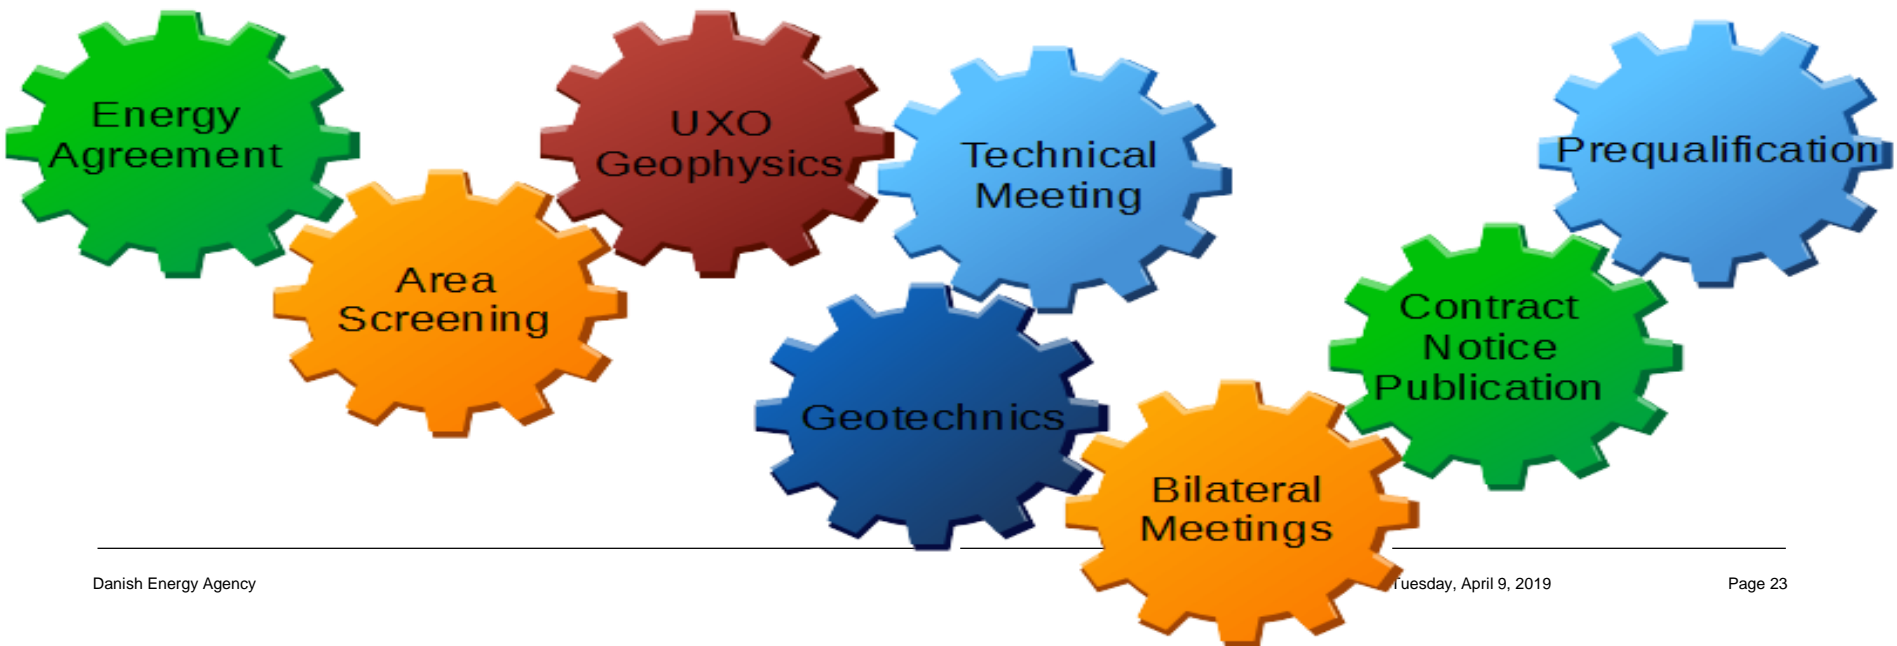 Energy
Agreement
Area
Screening
UXO
Geophysics
Technical
Meeting
Geotechnics
Bilateral
Meetings
Contract
Notice
Publication
Prequalification
Danish Energy Agency
Tuesday, April 9, 2019
Page 23